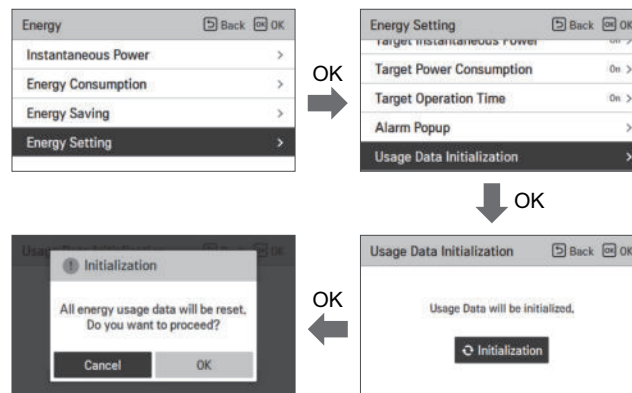 Energy
Back OK
Instantaneous Power
Energy Consumption
Energy Saving
Energy Setting
OK
Energy Setting
Back OK
Target Instantaneous Power
Target Power Consumption On
Target Operation Time On
Alarm Popup
Usage Data Initialization
OK
Usage Data Initialization
Back OK
Usage Data will be initialized.
Initialization
OK
Initialization
All energy usage data will be reset.
Do you want to proceed?
Cancel OK